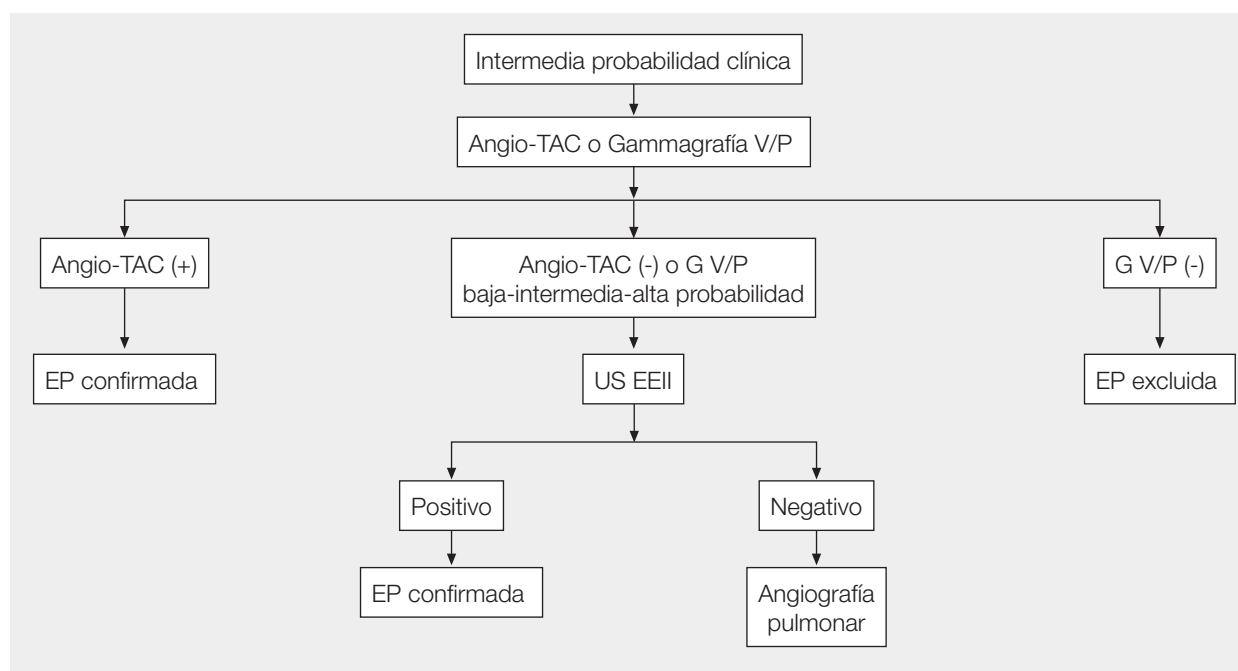 Intermedia probabilidad clínica
Angio-TAC o Gammagrafía V/P
Angio-TAC (+)
Angio-TAC (-) o G V/P
baja-intermedia-alta probabilidad
G V/P (-)
EP confirmada
US EEII
EP excluida
Positivo
Negativo
EP confirmada
Angiografía
pulmonar